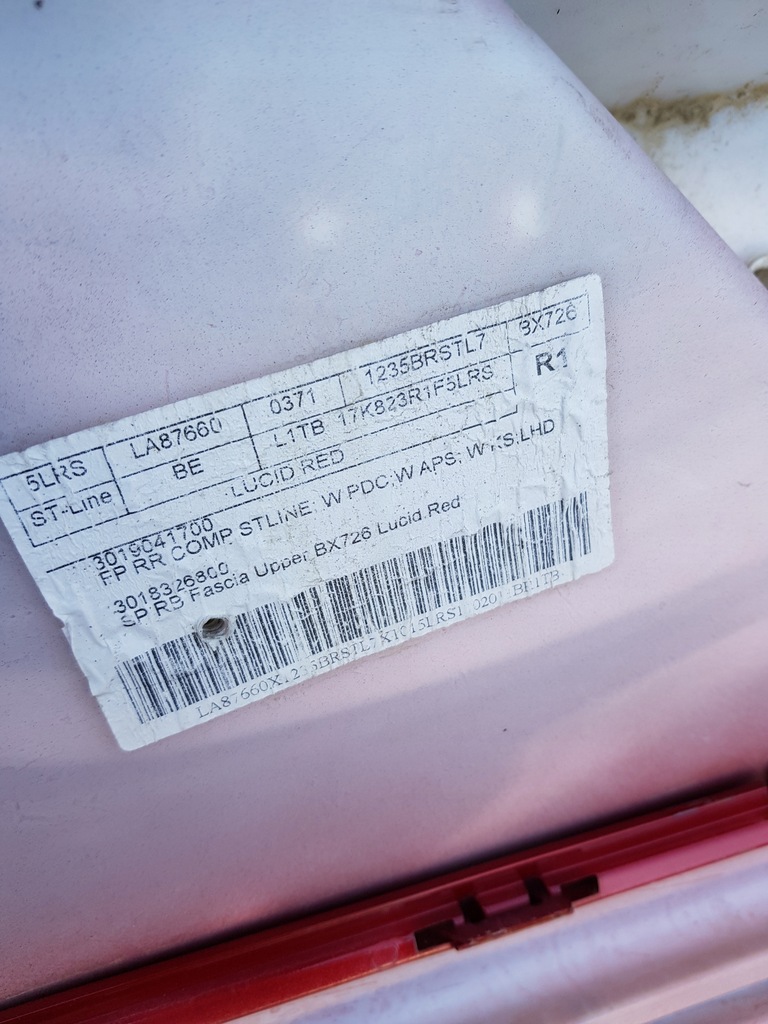 5LRS LA87660 0371 1235BRSTL7 BX726
ST-Line BE L1TB 17K823R1F5LRS R1
LUCID RED
3019041700
FP RR COMP STLINE: W PDC;W APS; W KS;LHD
3018326800
SP RB Fascia Upper BX726 Lucid Red